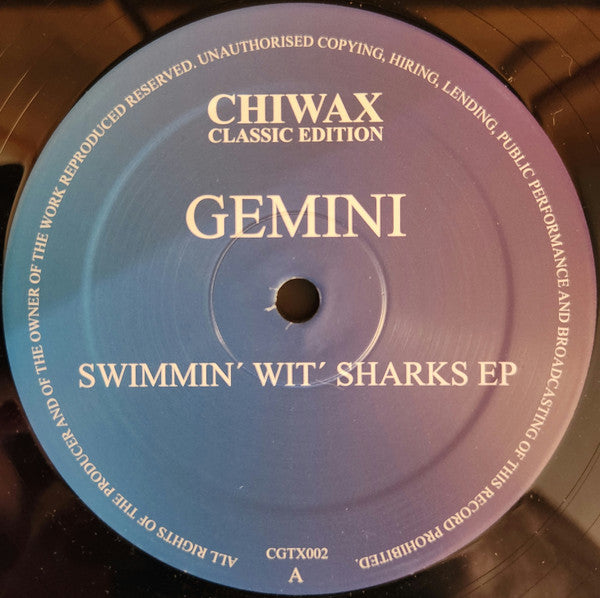 ALL RIGHTS OF THE PRODUCER AND OF THE OWNER OF THE WORK REPRODUCED RESERVED. UNAUTHORISED COPYING, HIRING, LENDING, PUBLIC PERFORMANCE AND BROADCASTING OF THIS RECORD PROHIBITED.
CHIWAX
CLASSIC EDITION
GEMINI
SWIMMIN´ WIT´ SHARKS EP
CGTX002
A